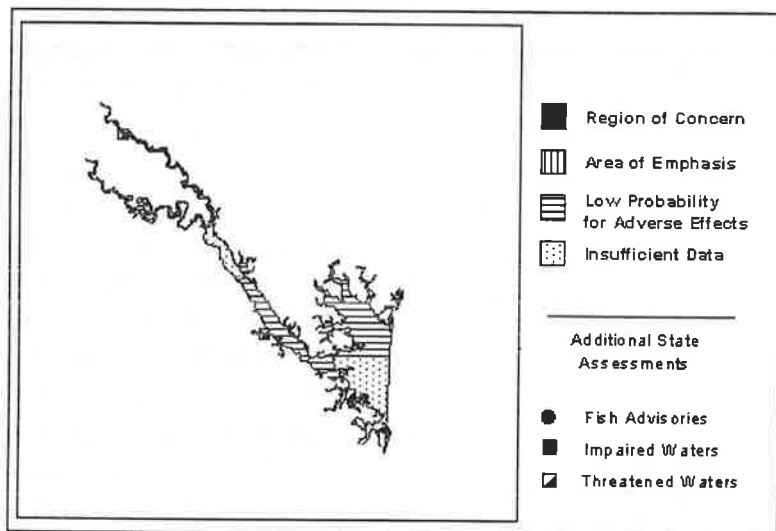 Region of Concern
Area of Emphasis
Low Probability
for Adverse Effects
Insufficient Data
Additional State
Assessments
Fish Advisories
Impaired Waters
Threatened Waters